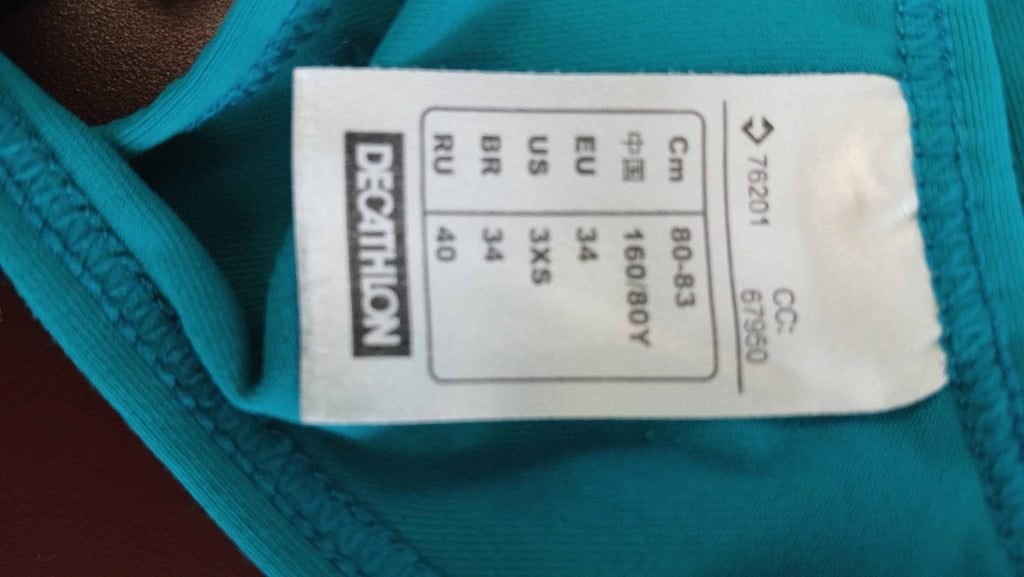 76201 CC:
67950
Cm 80-83
中国 160/80Y
EU 34
US 3XS
BR 34
RU 40
DECATHLON